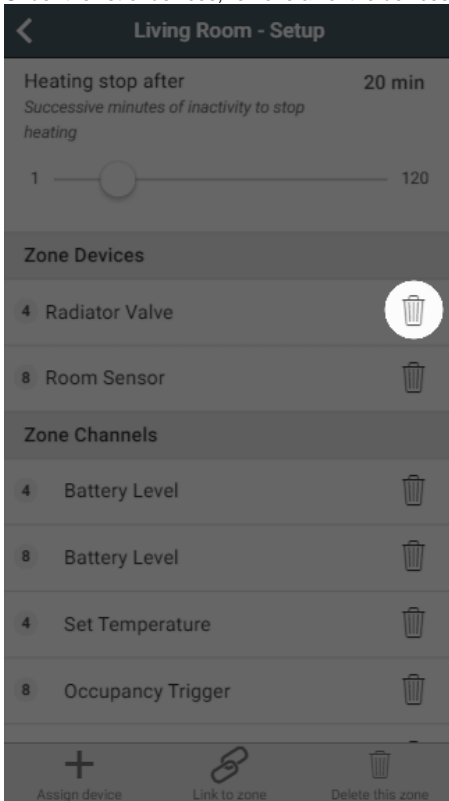 Living Room - Setup
Heating stop after 20 min
Successive minutes of inactivity to stop
heating
1 120
Zone Devices
4 Radiator Valve
8 Room Sensor
Zone Channels
4 Battery Level
8 Battery Level
4 Set Temperature
8 Occupancy Trigger
Assign device Link to zone Delete this zone